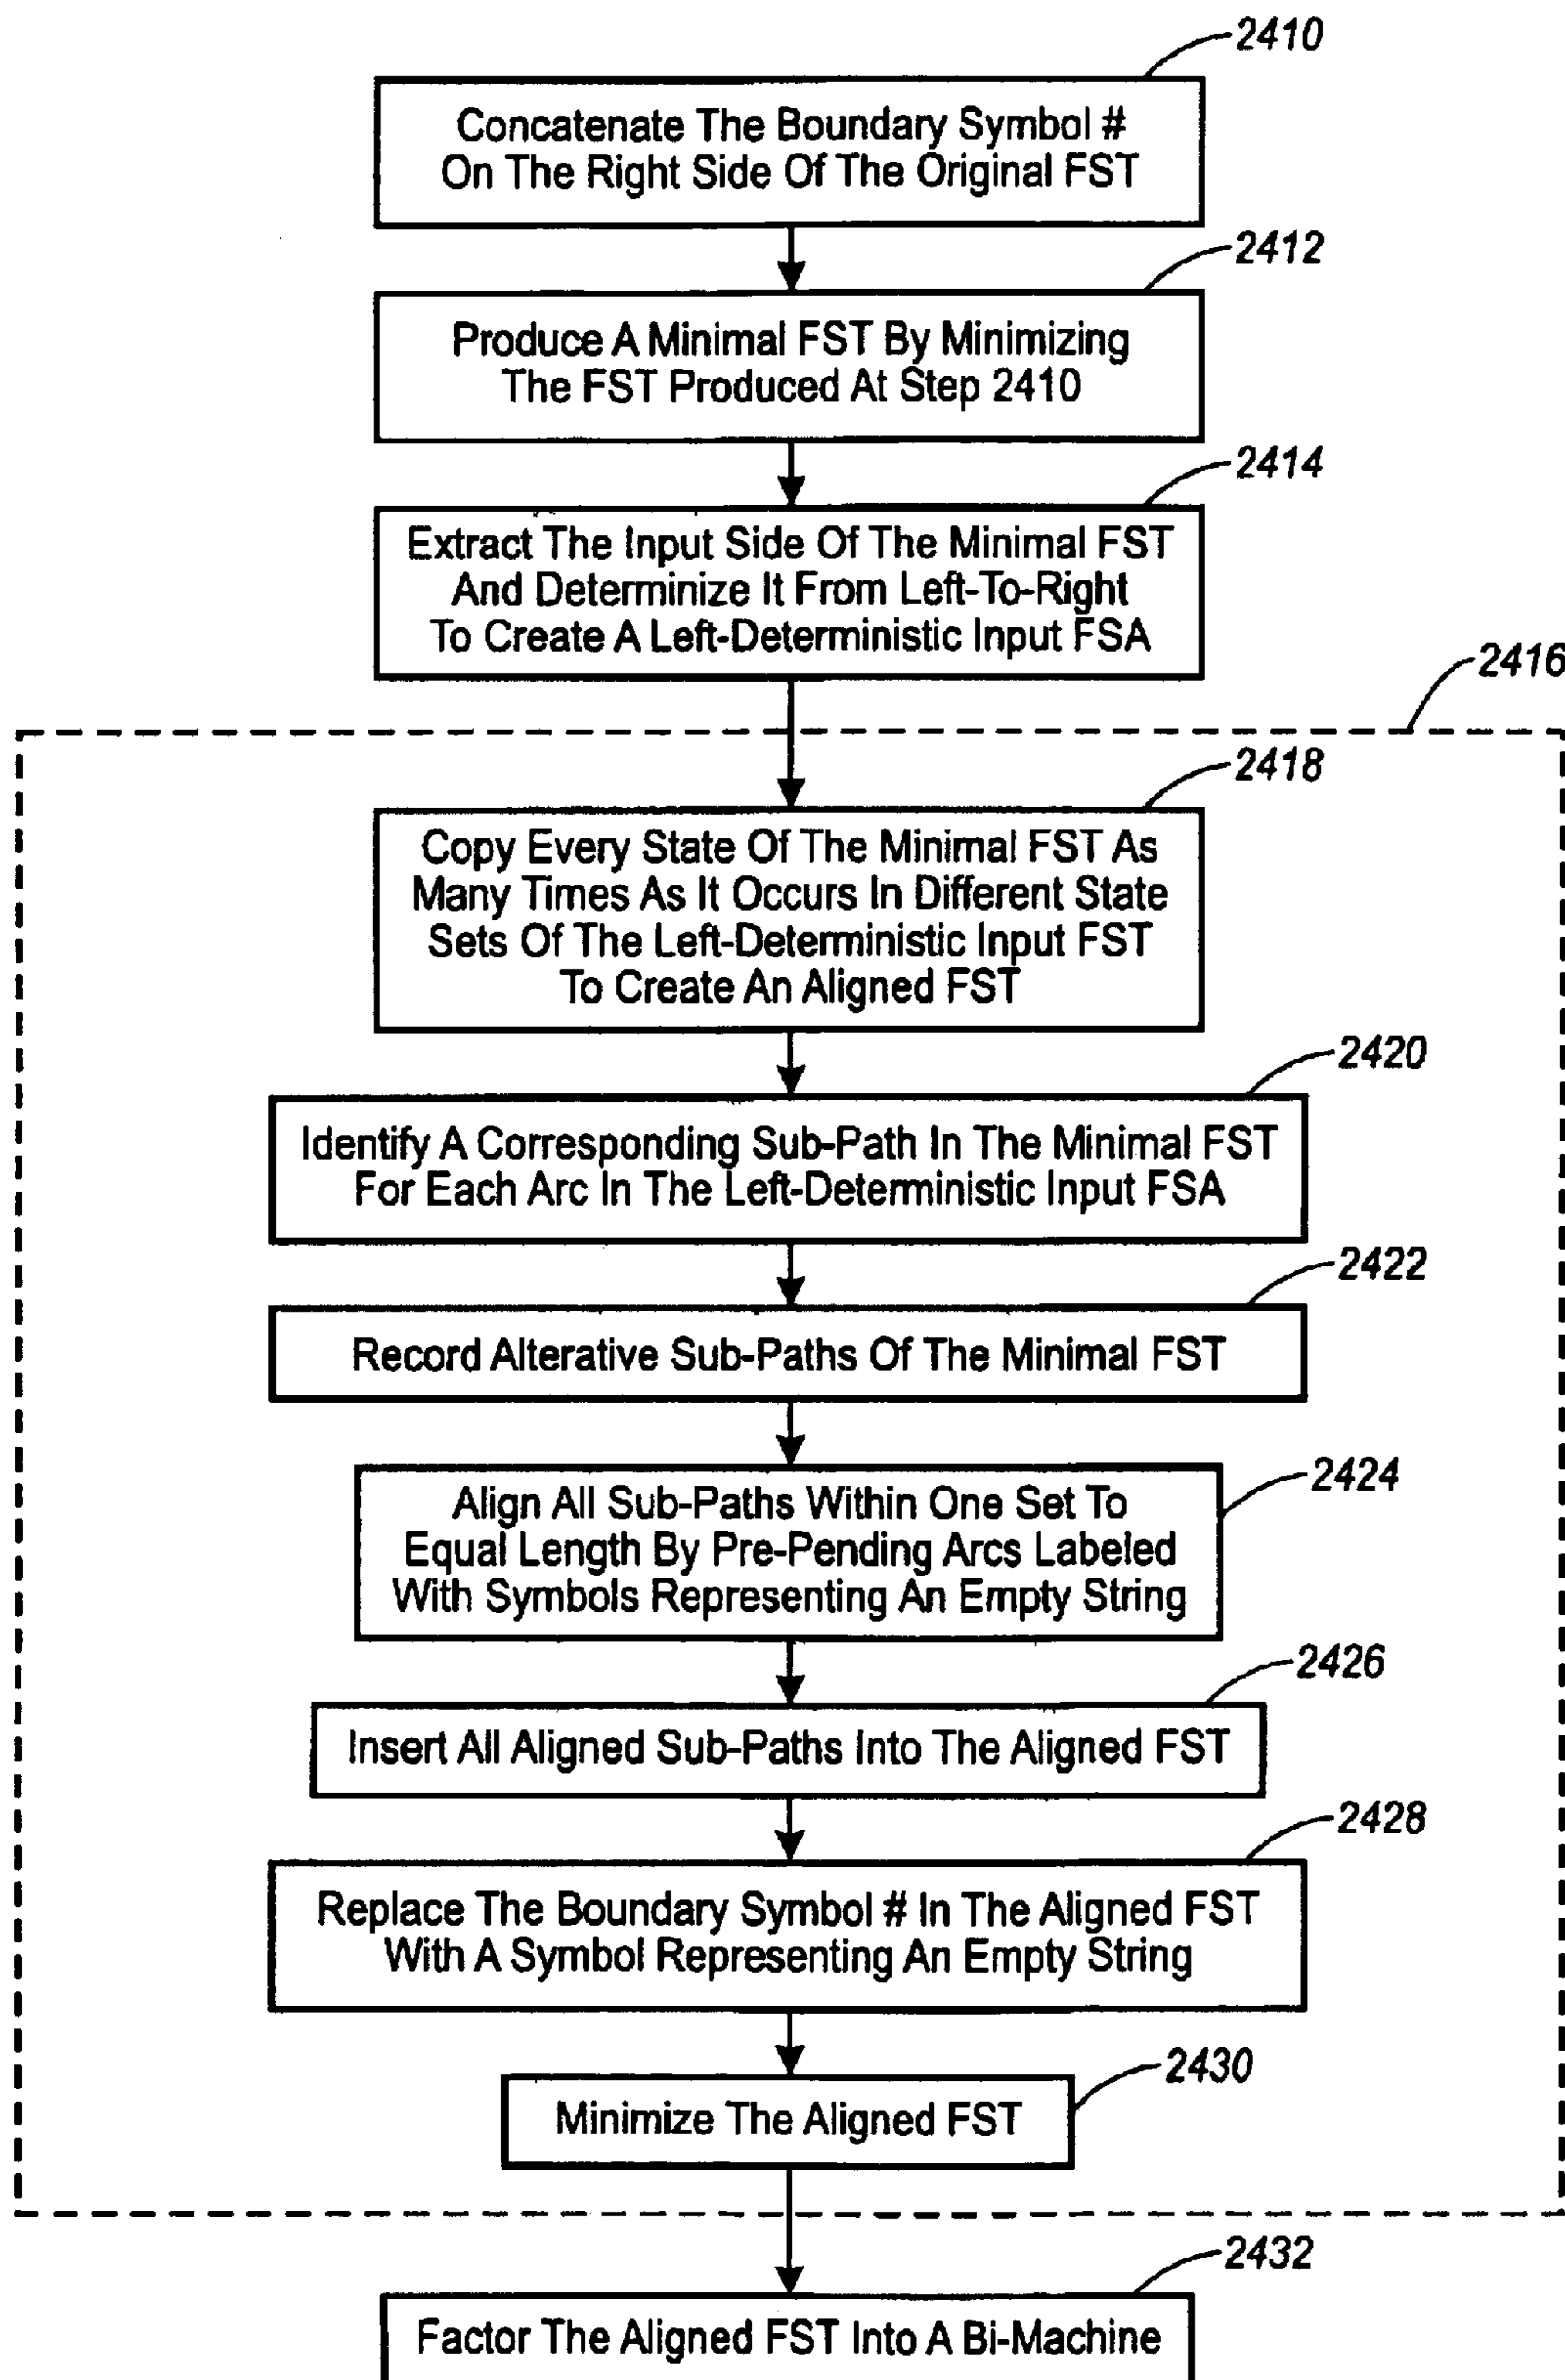 2410
Concatenate The Boundary Symbol #
On The Right Side Of The Original FST
2412
Produce A Minimal FST By Minimizing
The FST Produced At Step 2410
2414
Extract The Input Side Of The Minimal FST
And Determinize It From Left-To-Right
To Create A Left-Deterministic Input FSA
2416
2418
Copy Every State Of The Minimal FST As
Many Times As It Occurs In Different State
Sets Of The Left-Deterministic Input FST
To Create An Aligned FST
2420
Identify A Corresponding Sub-Path In The Minimal FST
For Each Arc In The Left-Deterministic Input FSA
2422
Record Alterative Sub-Paths Of The Minimal FST
2424
Align All Sub-Paths Within One Set To
Equal Length By Pre-Pending Arcs Labeled
With Symbols Representing An Empty String
2426
Insert All Aligned Sub-Paths Into The Aligned FST
2428
Replace The Boundary Symbol # In The Aligned FST
With A Symbol Representing An Empty String
2430
Minimize The Aligned FST
2432
Factor The Aligned FST Into A Bi-Machine